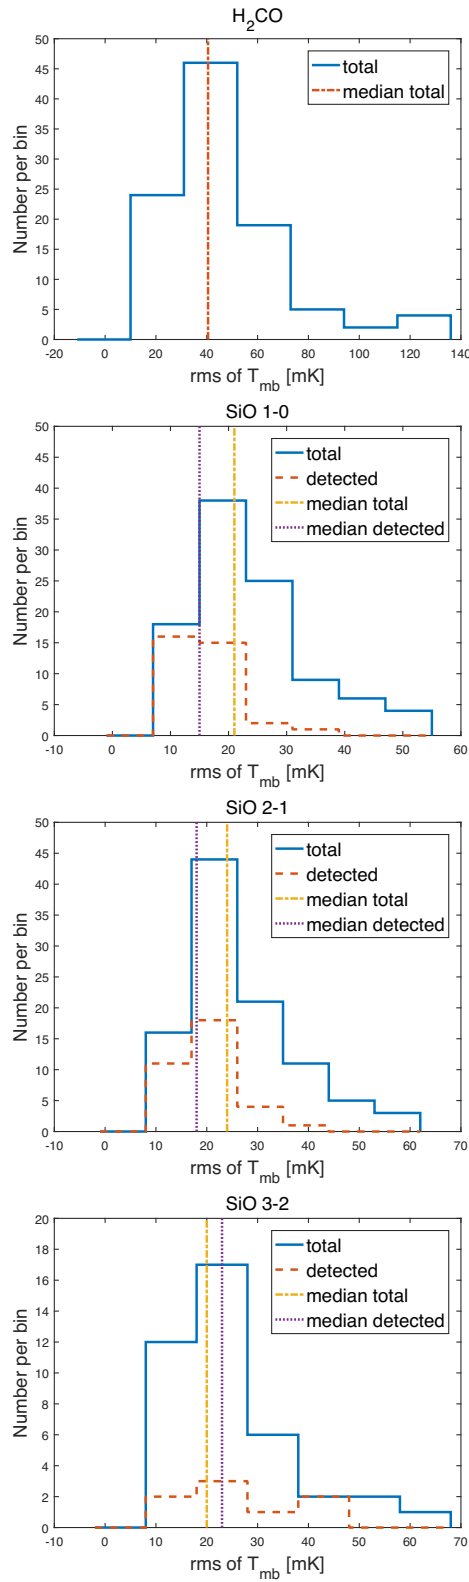 H2CO
50
45
40
35
30
25
20
15
10
5
0
Number per bin
total
median total
-20 0 20 40 60 80 100 120 140
rms of Tmb [mK]
SiO 1-0
50
45
40
35
30
25
20
15
10
5
0
Number per bin
total
detected
median total
median detected
-10 0 10 20 30 40 50 60
rms of Tmb [mK]
SiO 2-1
50
45
40
35
30
25
20
15
10
5
0
Number per bin
total
detected
median total
median detected
-10 0 10 20 30 40 50 60 70
rms of Tmb [mK]
SiO 3-2
20
18
16
14
12
10
8
6
4
2
0
Number per bin
total
detected
median total
median detected
-10 0 10 20 30 40 50 60 70
rms of Tmb [mK]